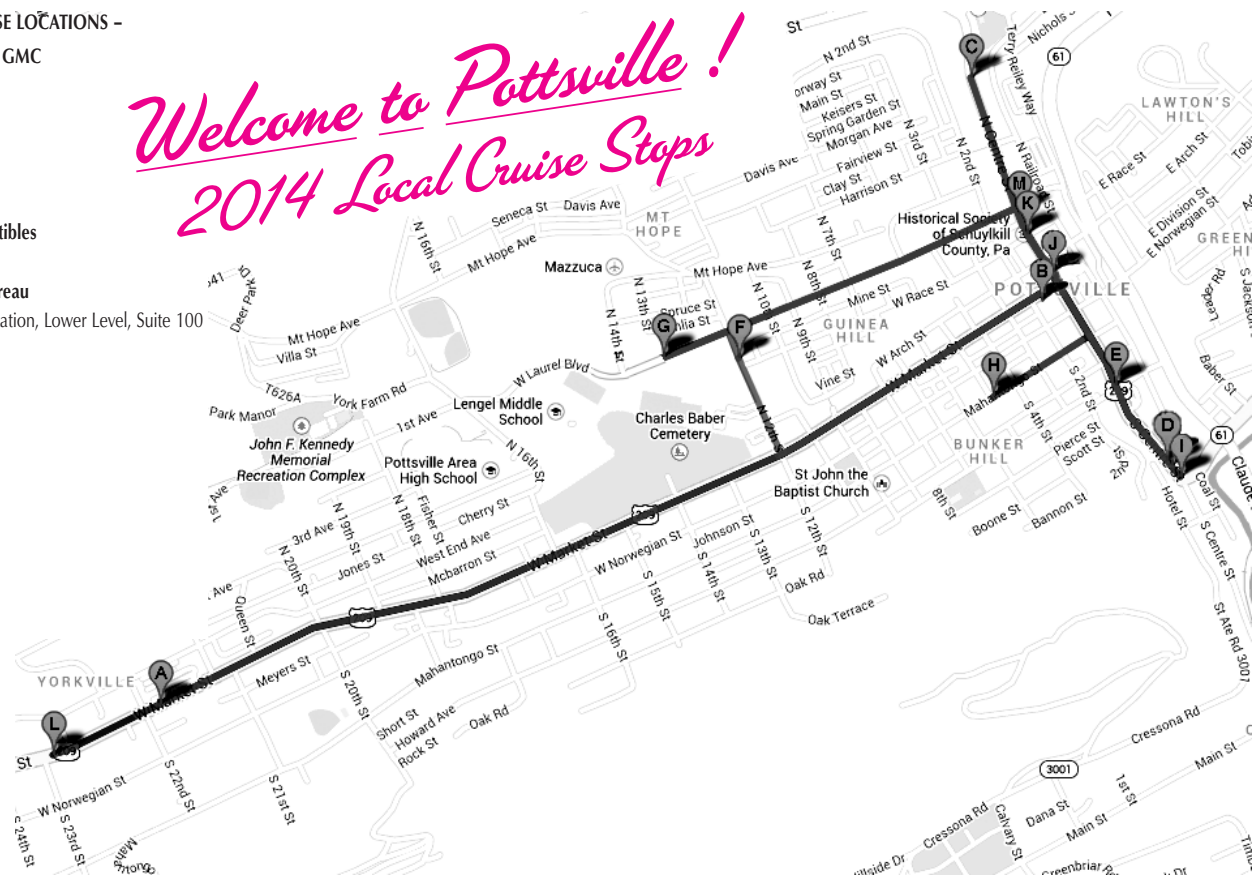 SE LOCATIONS –
GMC
Welcome to Pottsville !
2014 Local Cruise Stops
tibles
reau
ation, Lower Level, Suite 100
St
N 2nd St
C
Terry Reiley Way
Nichols
61
LAWTON'S
HILL
orway St
Main St
Keisers St
Spring Garden St
Morgan Ave
N 3rd St
N 2nd St
N Centre
N Railroad St
Fairview St
Clay St
Harrison St
Davis Ave
E Race St
E Arch St
E Division St
E Norwegian St
M
K
Historical Society
of Schuylkill
County, Pa
J
B
POTTSVILLE
Seneca St
Davis Ave
MT
HOPE
N 16th St
Mt Hope Ave
Mazzuca
N 7th St
Mt Hope Ave
N 8th St
Mine St
W Race St
N 13th St
Spruce St
N 10th St
N 9th St
GUINEA
HILL
G
F
N 14th St
W Laurel Blvd
Vine St
W Arch St
W Market St
Deer Park Dr
Mt Hope Ave
Villa St
T626A
York Farm Rd
Park Manor
John F. Kennedy
Memorial
Recreation Complex
1st Ave
Lengel Middle
School
Pottsville Area
High School
N 16th St
Charles Baber
Cemetery
N 12th S
St John the
Baptist Church
H
S 4th St
S 2nd St
E
Pierce St
Scott St
BUNKER
HILL
D
I
61
Baber St
Coal St
Hotel St
S Centre St
8th St
Boone St
Bannon St
St Ate Rd 3007
3rd Ave
N 20th St
N 19th St
N 18th St
Fisher St
Cherry St
West End Ave
Jones St
Mcbarron St
W Market St
209
W Norwegian St
Johnson St
S 12th St
S 13th St
S 14th St
S 15th St
S 16th St
Oak Rd
Oak Terrace
Ave
Queen St
209
Meyers St
Mahantongo St
S 20th St
YORKVILLE
A
W Market St
L
St
Short St
Howard Ave
Rock St
Oak Rd
W Norwegian St
S 22nd St
S 21st St
S 23rd St
S 24th St
Cressona Rd
Main St
3001
1st St
Dana St
Main St
Cressona Rd
Calvary St
Hillside Dr